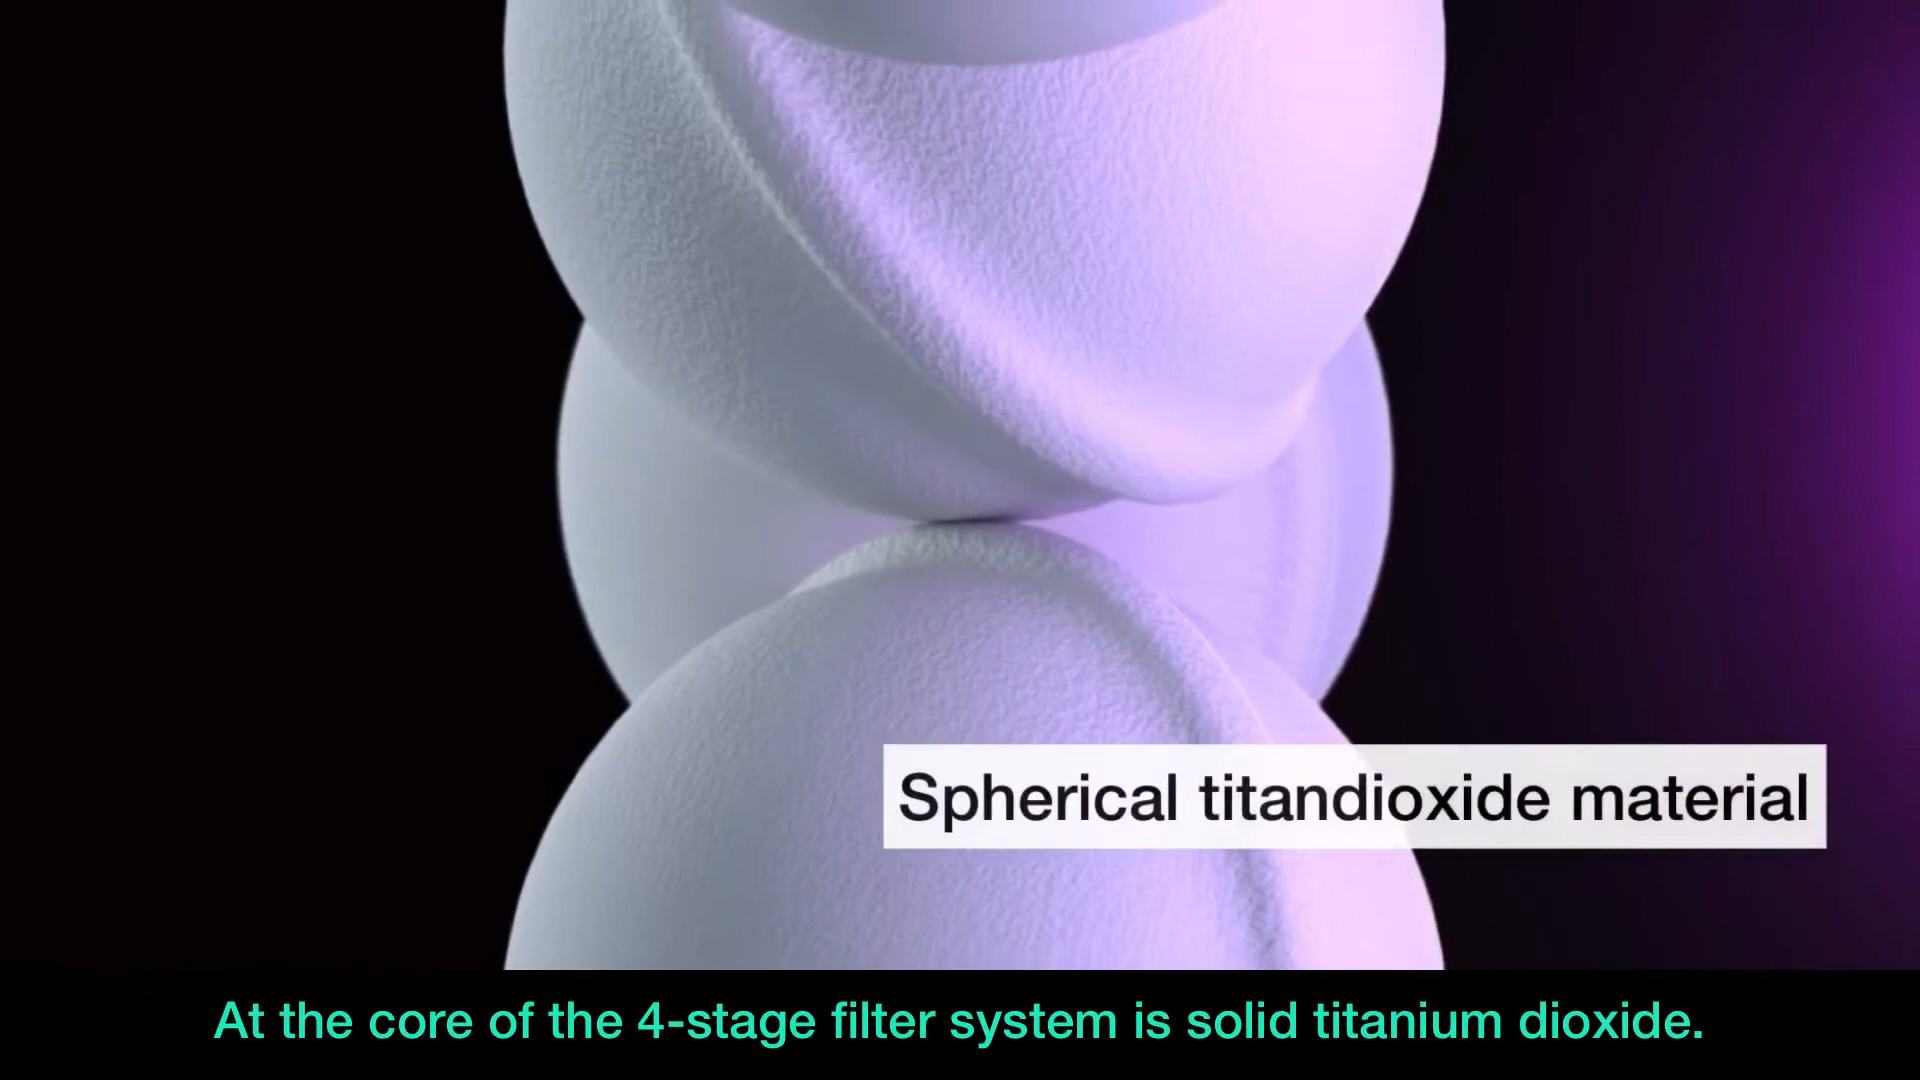 Spherical titandioxide material
At the core of the 4-stage filter system is solid titanium dioxide.